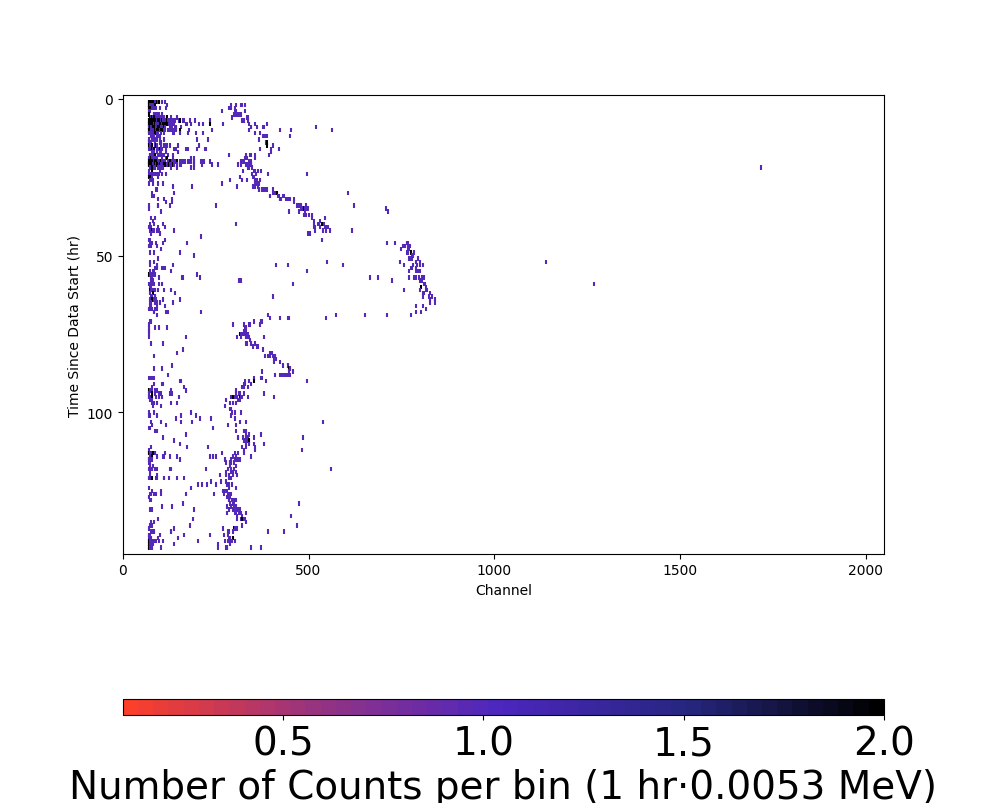 0
50
100
Time Since Data Start (hr)
0 500 1000 1500 2000
Channel
0.5 1.0 1.5 2.0
Number of Counts per bin (1 hr·0.0053 MeV)